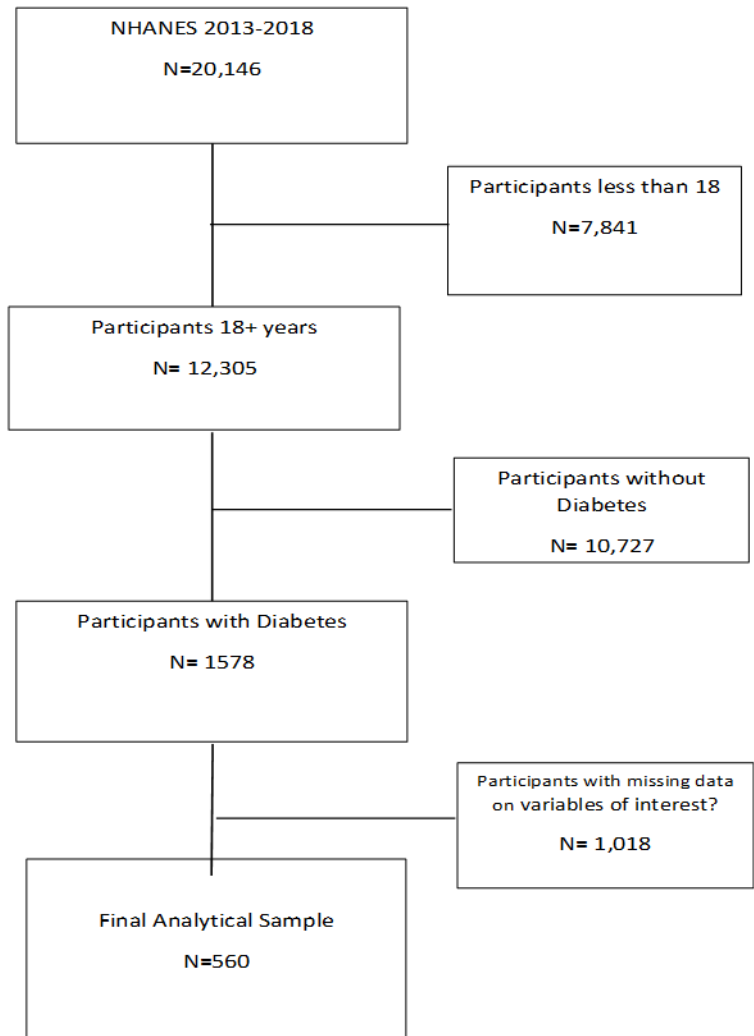 NHANES 2013-2018
N=20,146
Participants less than 18
N=7,841
Participants 18+ years
N= 12,305
Participants without
Diabetes
N= 10,727
Participants with Diabetes
N= 1578
Participants with missing data
on variables of interest?
N= 1,018
Final Analytical Sample
N=560